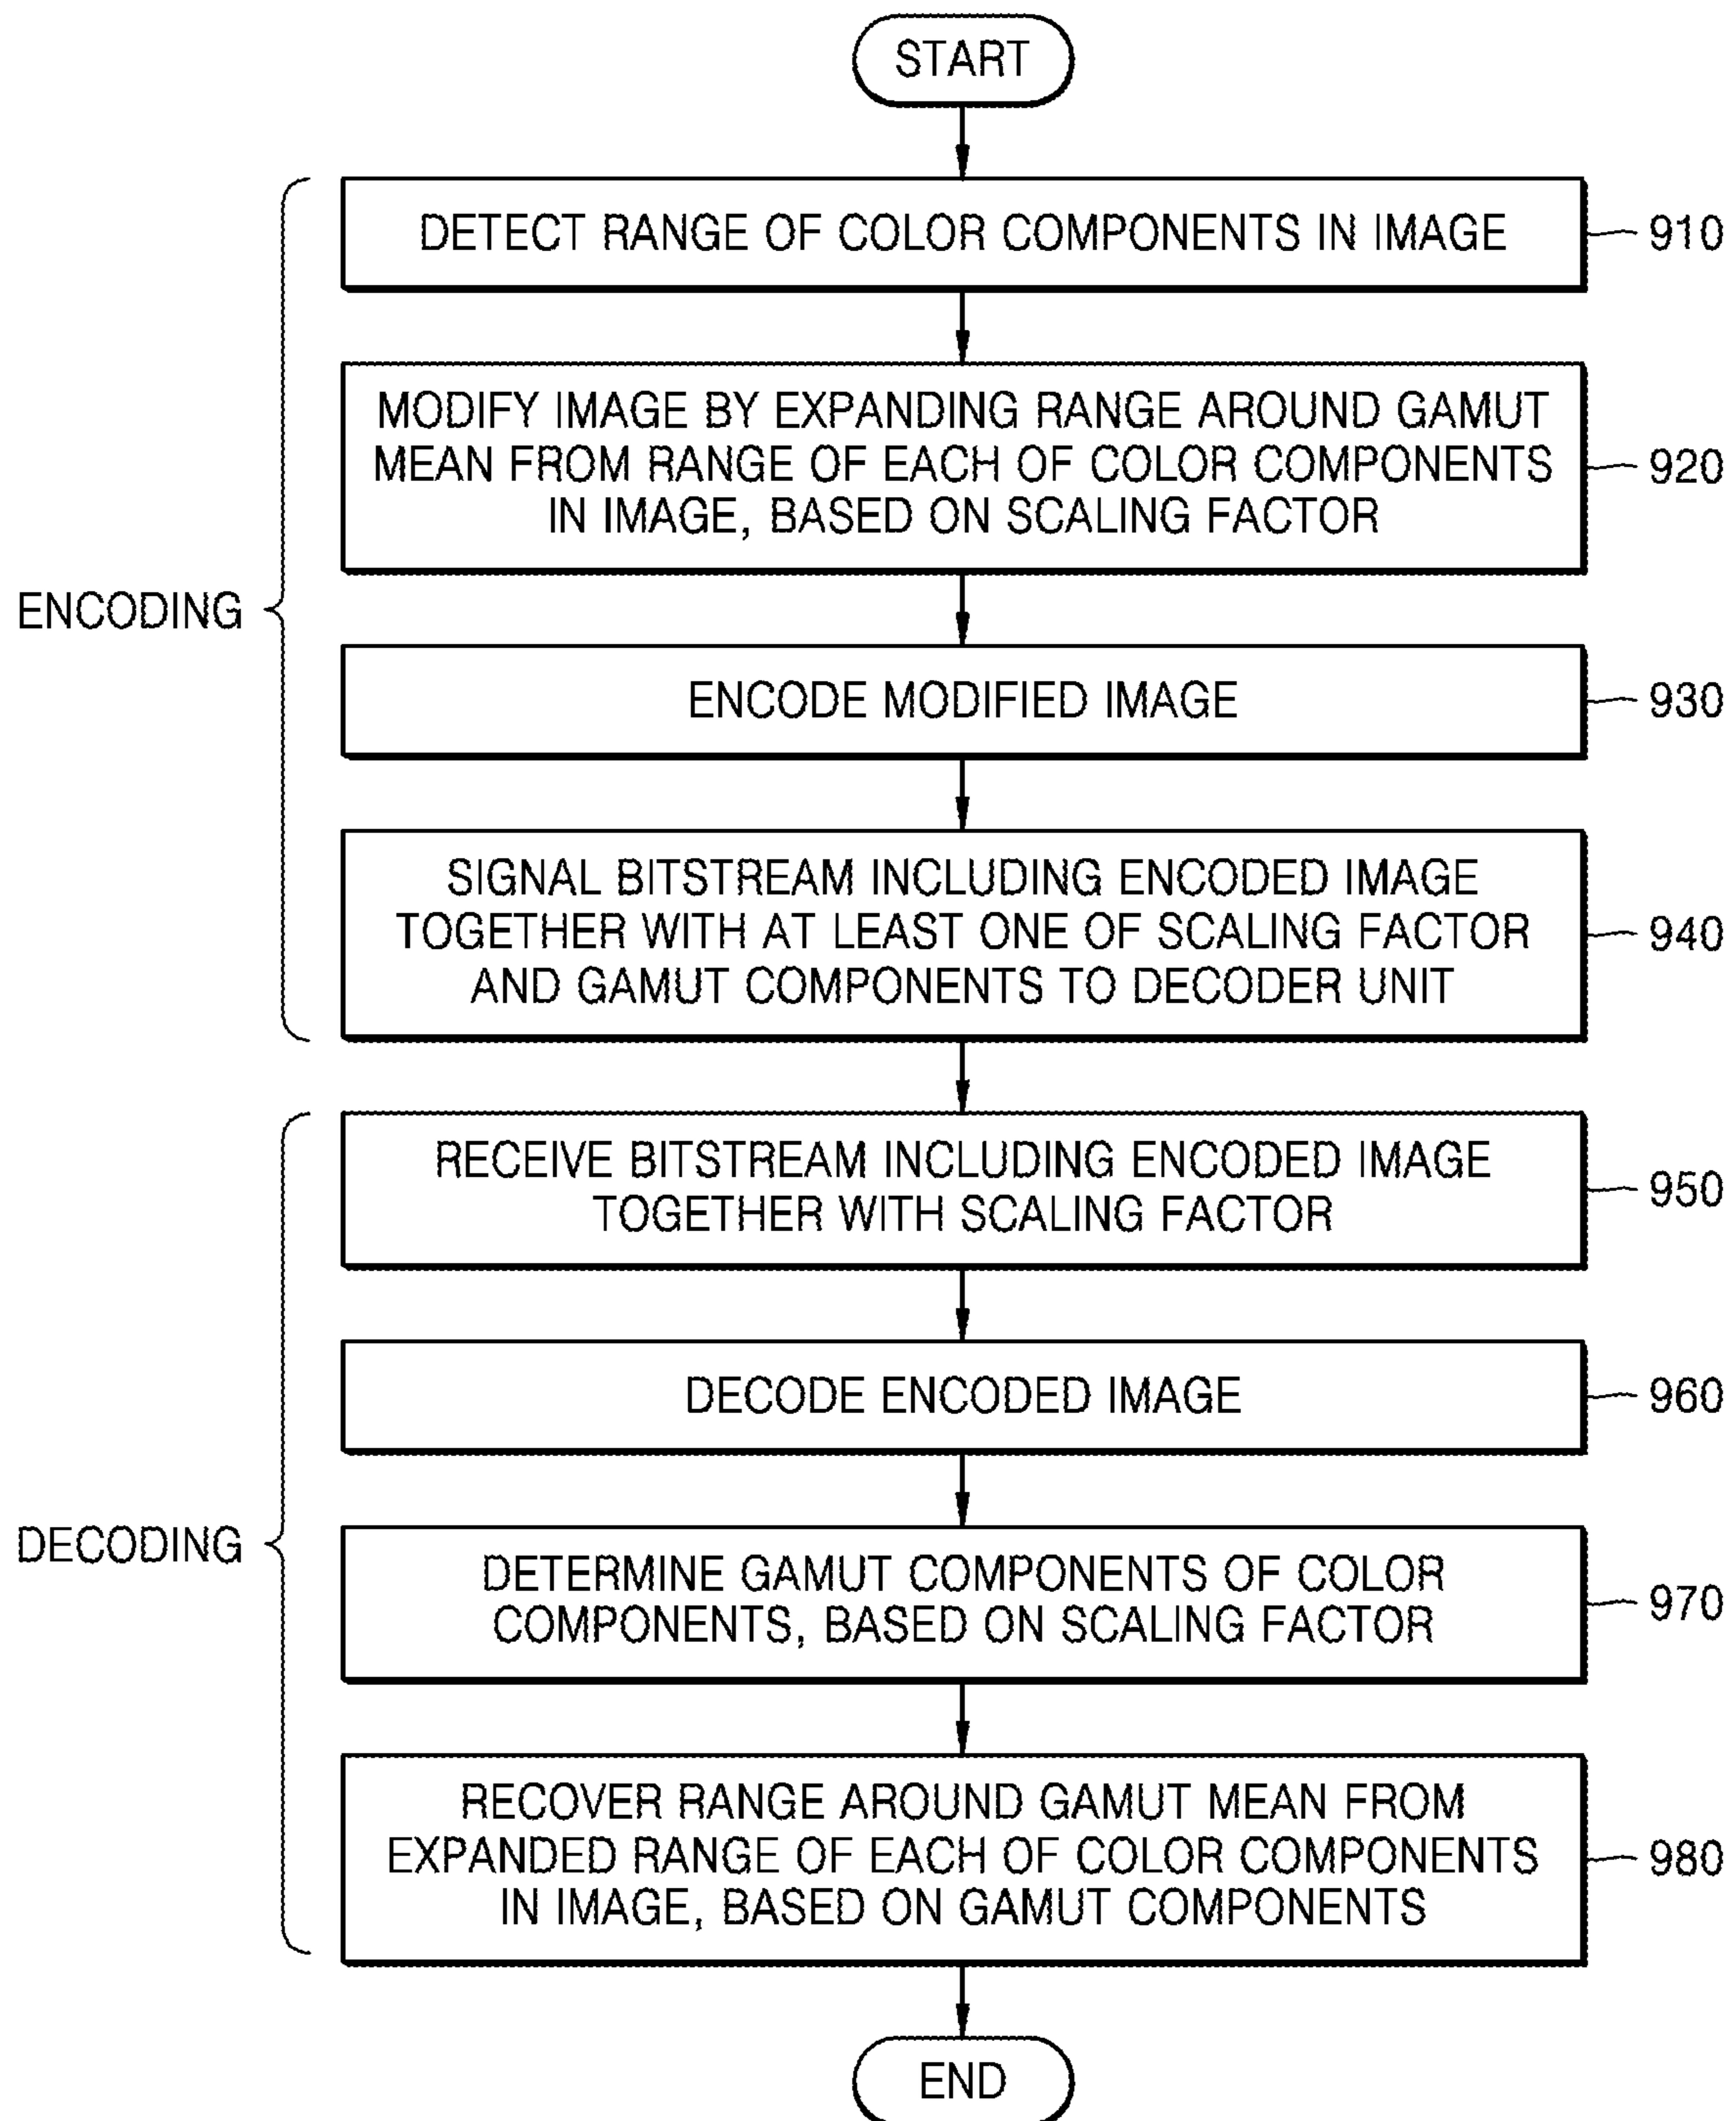 START
DETECT RANGE OF COLOR COMPONENTS IN IMAGE
910
MODIFY IMAGE BY EXPANDING RANGE AROUND GAMUT
MEAN FROM RANGE OF EACH OF COLOR COMPONENTS
IN IMAGE, BASED ON SCALING FACTOR
920
ENCODING
ENCODE MODIFIED IMAGE
930
SIGNAL BITSTREAM INCLUDING ENCODED IMAGE
TOGETHER WITH AT LEAST ONE OF SCALING FACTOR
AND GAMUT COMPONENTS TO DECODER UNIT
940
RECEIVE BITSTREAM INCLUDING ENCODED IMAGE
TOGETHER WITH SCALING FACTOR
950
DECODE ENCODED IMAGE
960
DECODING
DETERMINE GAMUT COMPONENTS OF COLOR
COMPONENTS, BASED ON SCALING FACTOR
970
RECOVER RANGE AROUND GAMUT MEAN FROM
EXPANDED RANGE OF EACH OF COLOR COMPONENTS
IN IMAGE, BASED ON GAMUT COMPONENTS
980
END